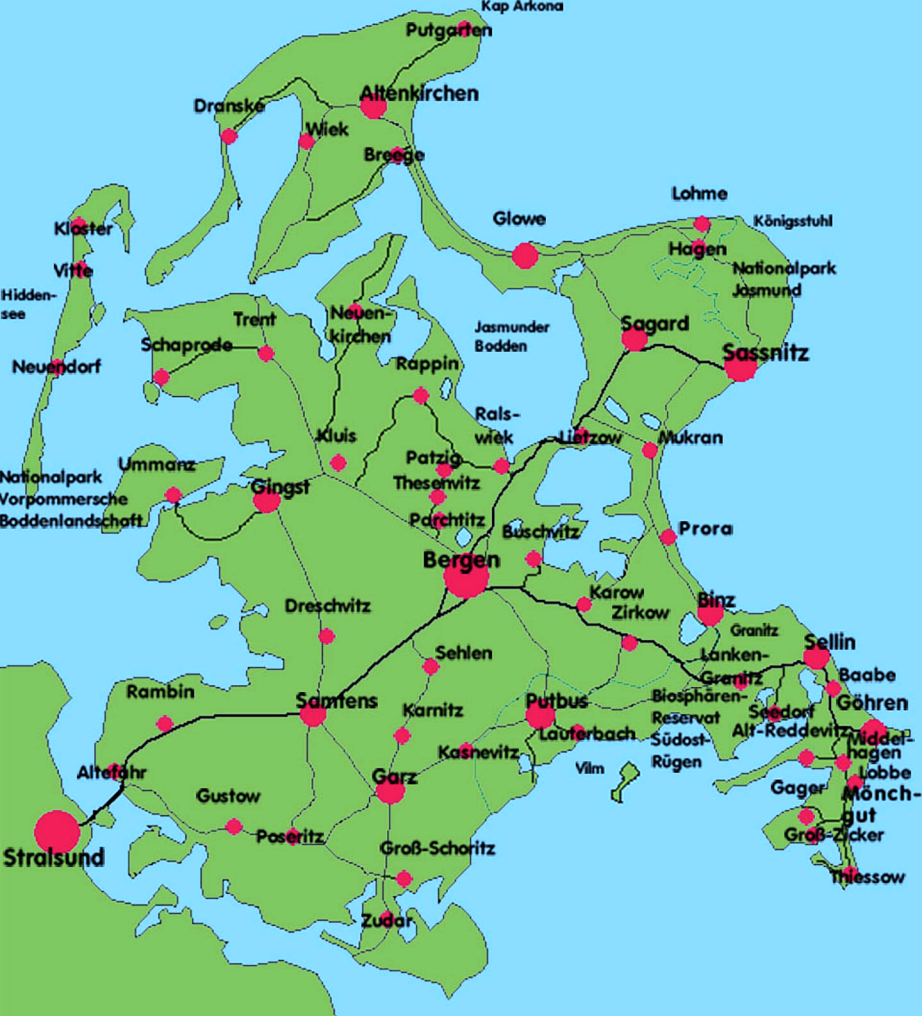 Kap Arkona
Putgarten
Altenkirchen
Dranske
Wiek
Breege
Lohme
Glowe
Königsstuhl
Kloster
Hagen
Vitte
Nationalpark
Jasmund
Hidden-
see
Neuen-
kirchen
Trent
Jasmunder
Bodden
Sagard
Schaprode
Sassnitz
Neuendorf
Rappin
Rals-
wiek
Kluis
Lietzow
Mukran
Patzig
Ummanz
Nationalpark
Vorpommersche
Boddenlandschaft
Thesenvitz
Gingst
Parchtitz
Buschvitz
Prora
Bergen
Karow
Zirkow
Binz
Dreschvitz
Granitz
Sellin
Sehlen
Lanken-
Granitz
Baabe
Rambin
Samtens
Putbus
Biosphären-
Reservat
Südost-
Rügen
Göhren
Karnitz
Seedorf
Alt-Reddevitz
Lauterbach
Middel-
hagen
Kasnevitz
Vilm
Altefähr
Garz
Lobbe
Gager
Mönch-
gut
Gustow
Poseritz
Groß-Zicker
Stralsund
Groß-Schoritz
Thiessow
Zudar